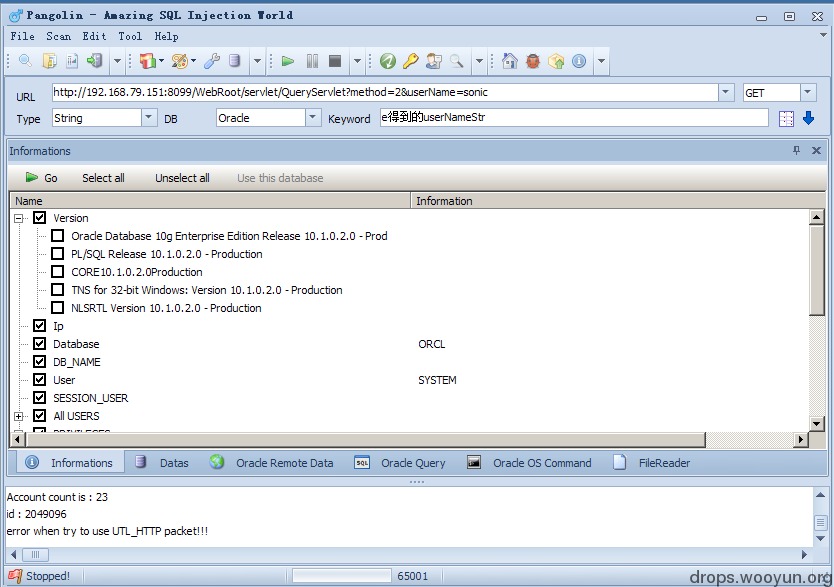 Pangolin - Amazing SQL Injection World
File Scan Edit Tool Help
URL http://192.168.79.151:8099/WebRoot/servlet/QueryServlet?method=2&userName=sonic GET
Type String DB Oracle Keyword e得到的userNameStr
Informations
Go Select all Unselect all Use this database
Name Information
Version
Oracle Database 10g Enterprise Edition Release 10.1.0.2.0 - Prod
PL/SQL Release 10.1.0.2.0 - Production
CORE10.1.0.2.0Production
TNS for 32-bit Windows: Version 10.1.0.2.0 - Production
NLSRTL Version 10.1.0.2.0 - Production
Ip
Database ORCL
DB_NAME
User SYSTEM
SESSION_USER
All USERS
PRIVILEGES
Informations Datas Oracle Remote Data SQL Oracle Query Oracle OS Command FileReader
Account count is : 23
id : 2049096
error when try to use UTL_HTTP packet!!!
Stopped! 65001
drops.wooyun.org